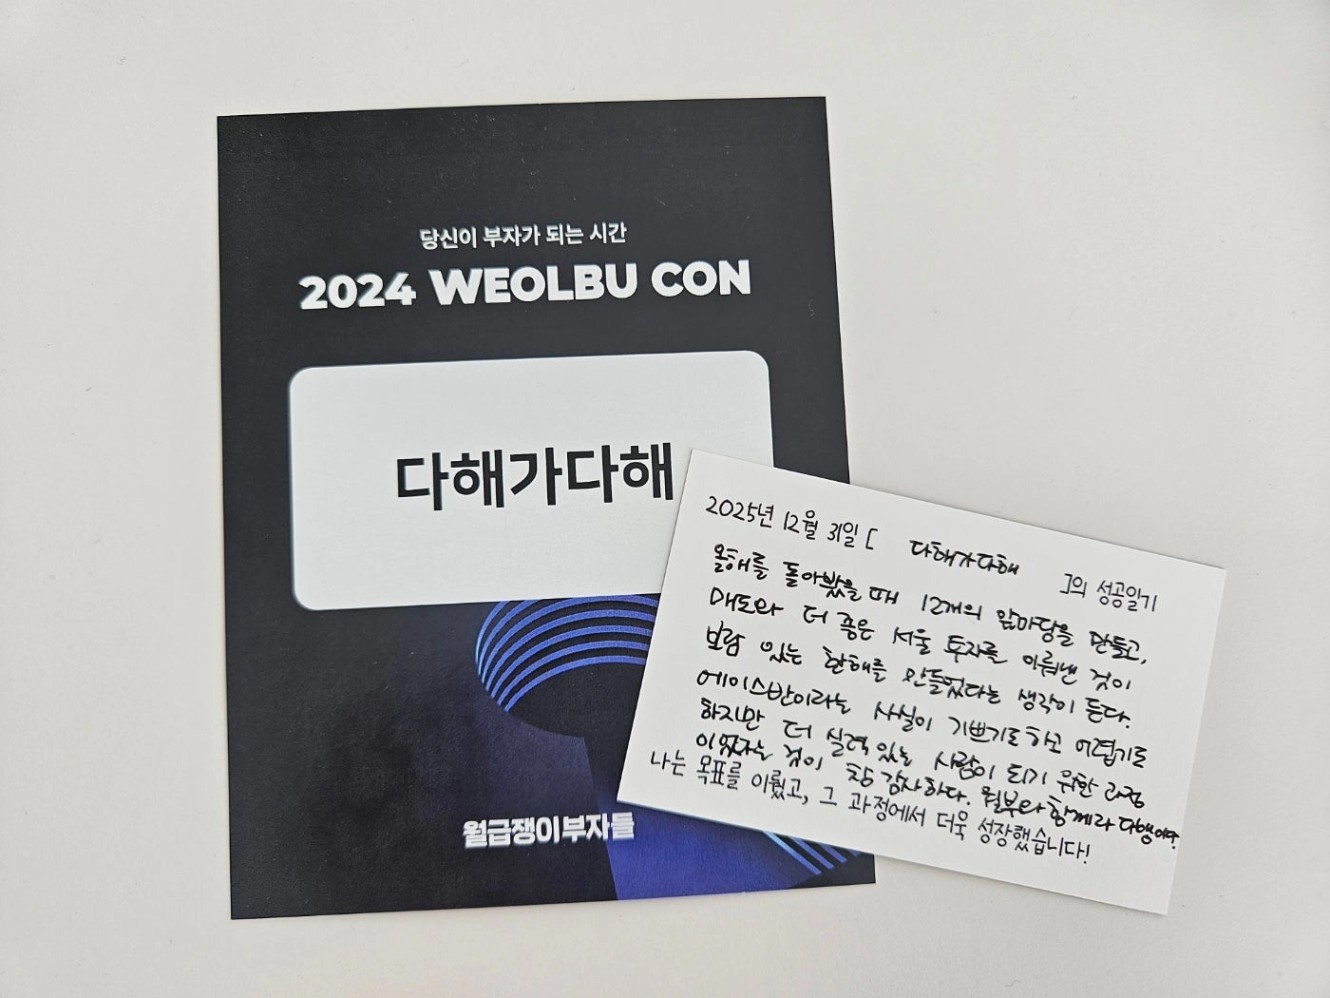 당신이 부자가 되는 시간
2024 WEOLBU CON
다해가다해
월급쟁이부자들
2025년 12월 31일 [ 다해가다해 ]의 성공일기
올해를 돌아봤을 때 12개의 앞마당을 만들고,
매도와 더 좋은 서울 투자를 이뤄낸 것이
보람 있는 한해를 만들었다는 생각이 든다.
에이스반이라는 사실이 기쁘기도 하고 어렵기도
하지만 더 실력 있는 사람이 되기 위한 과정
이었다는 것이 참 감사하다. 월부와 함께라 다행이다.
나는 목표를 이뤘고, 그 과정에서 더욱 성장했습니다!